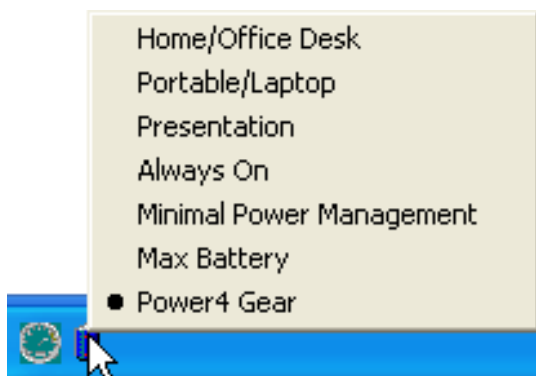 Home/Office Desk
Portable/Laptop
Presentation
Always On
Minimal Power Management
Max Battery
Power4 Gear